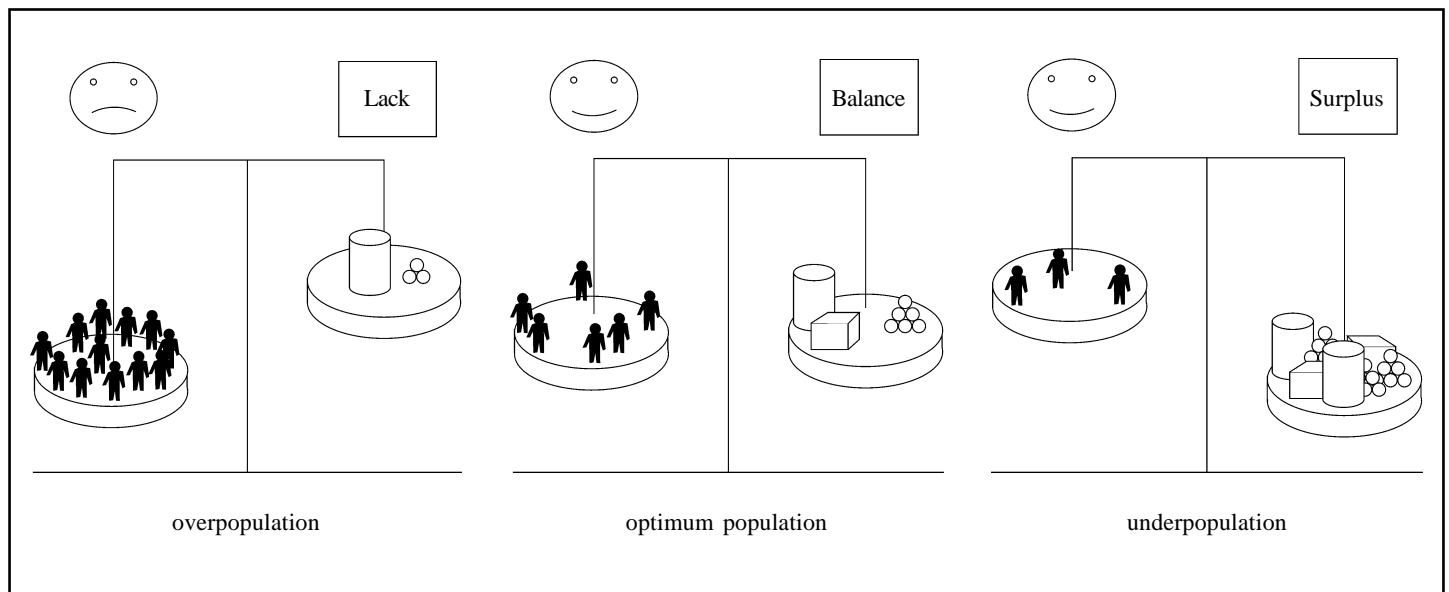 Lack
Balance
Surplus
overpopulation
optimum population
underpopulation